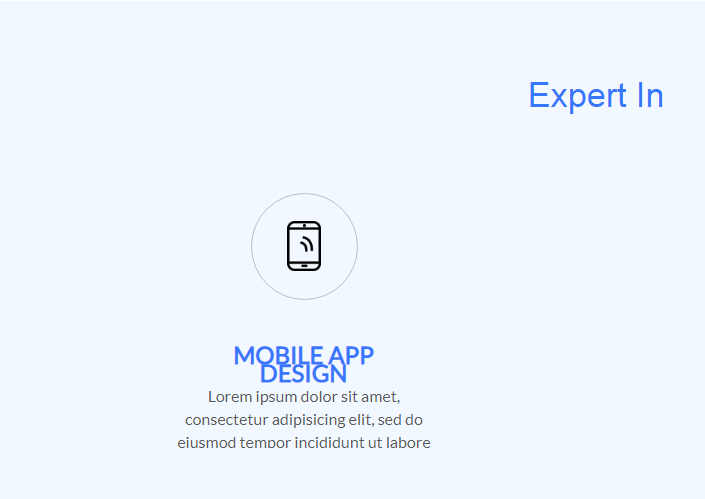 Expert In
MOBILE APP
DESIGN
Lorem ipsum dolor sit amet,
consectetur adipisicing elit, sed do
eiusmod tempor incididunt ut labore